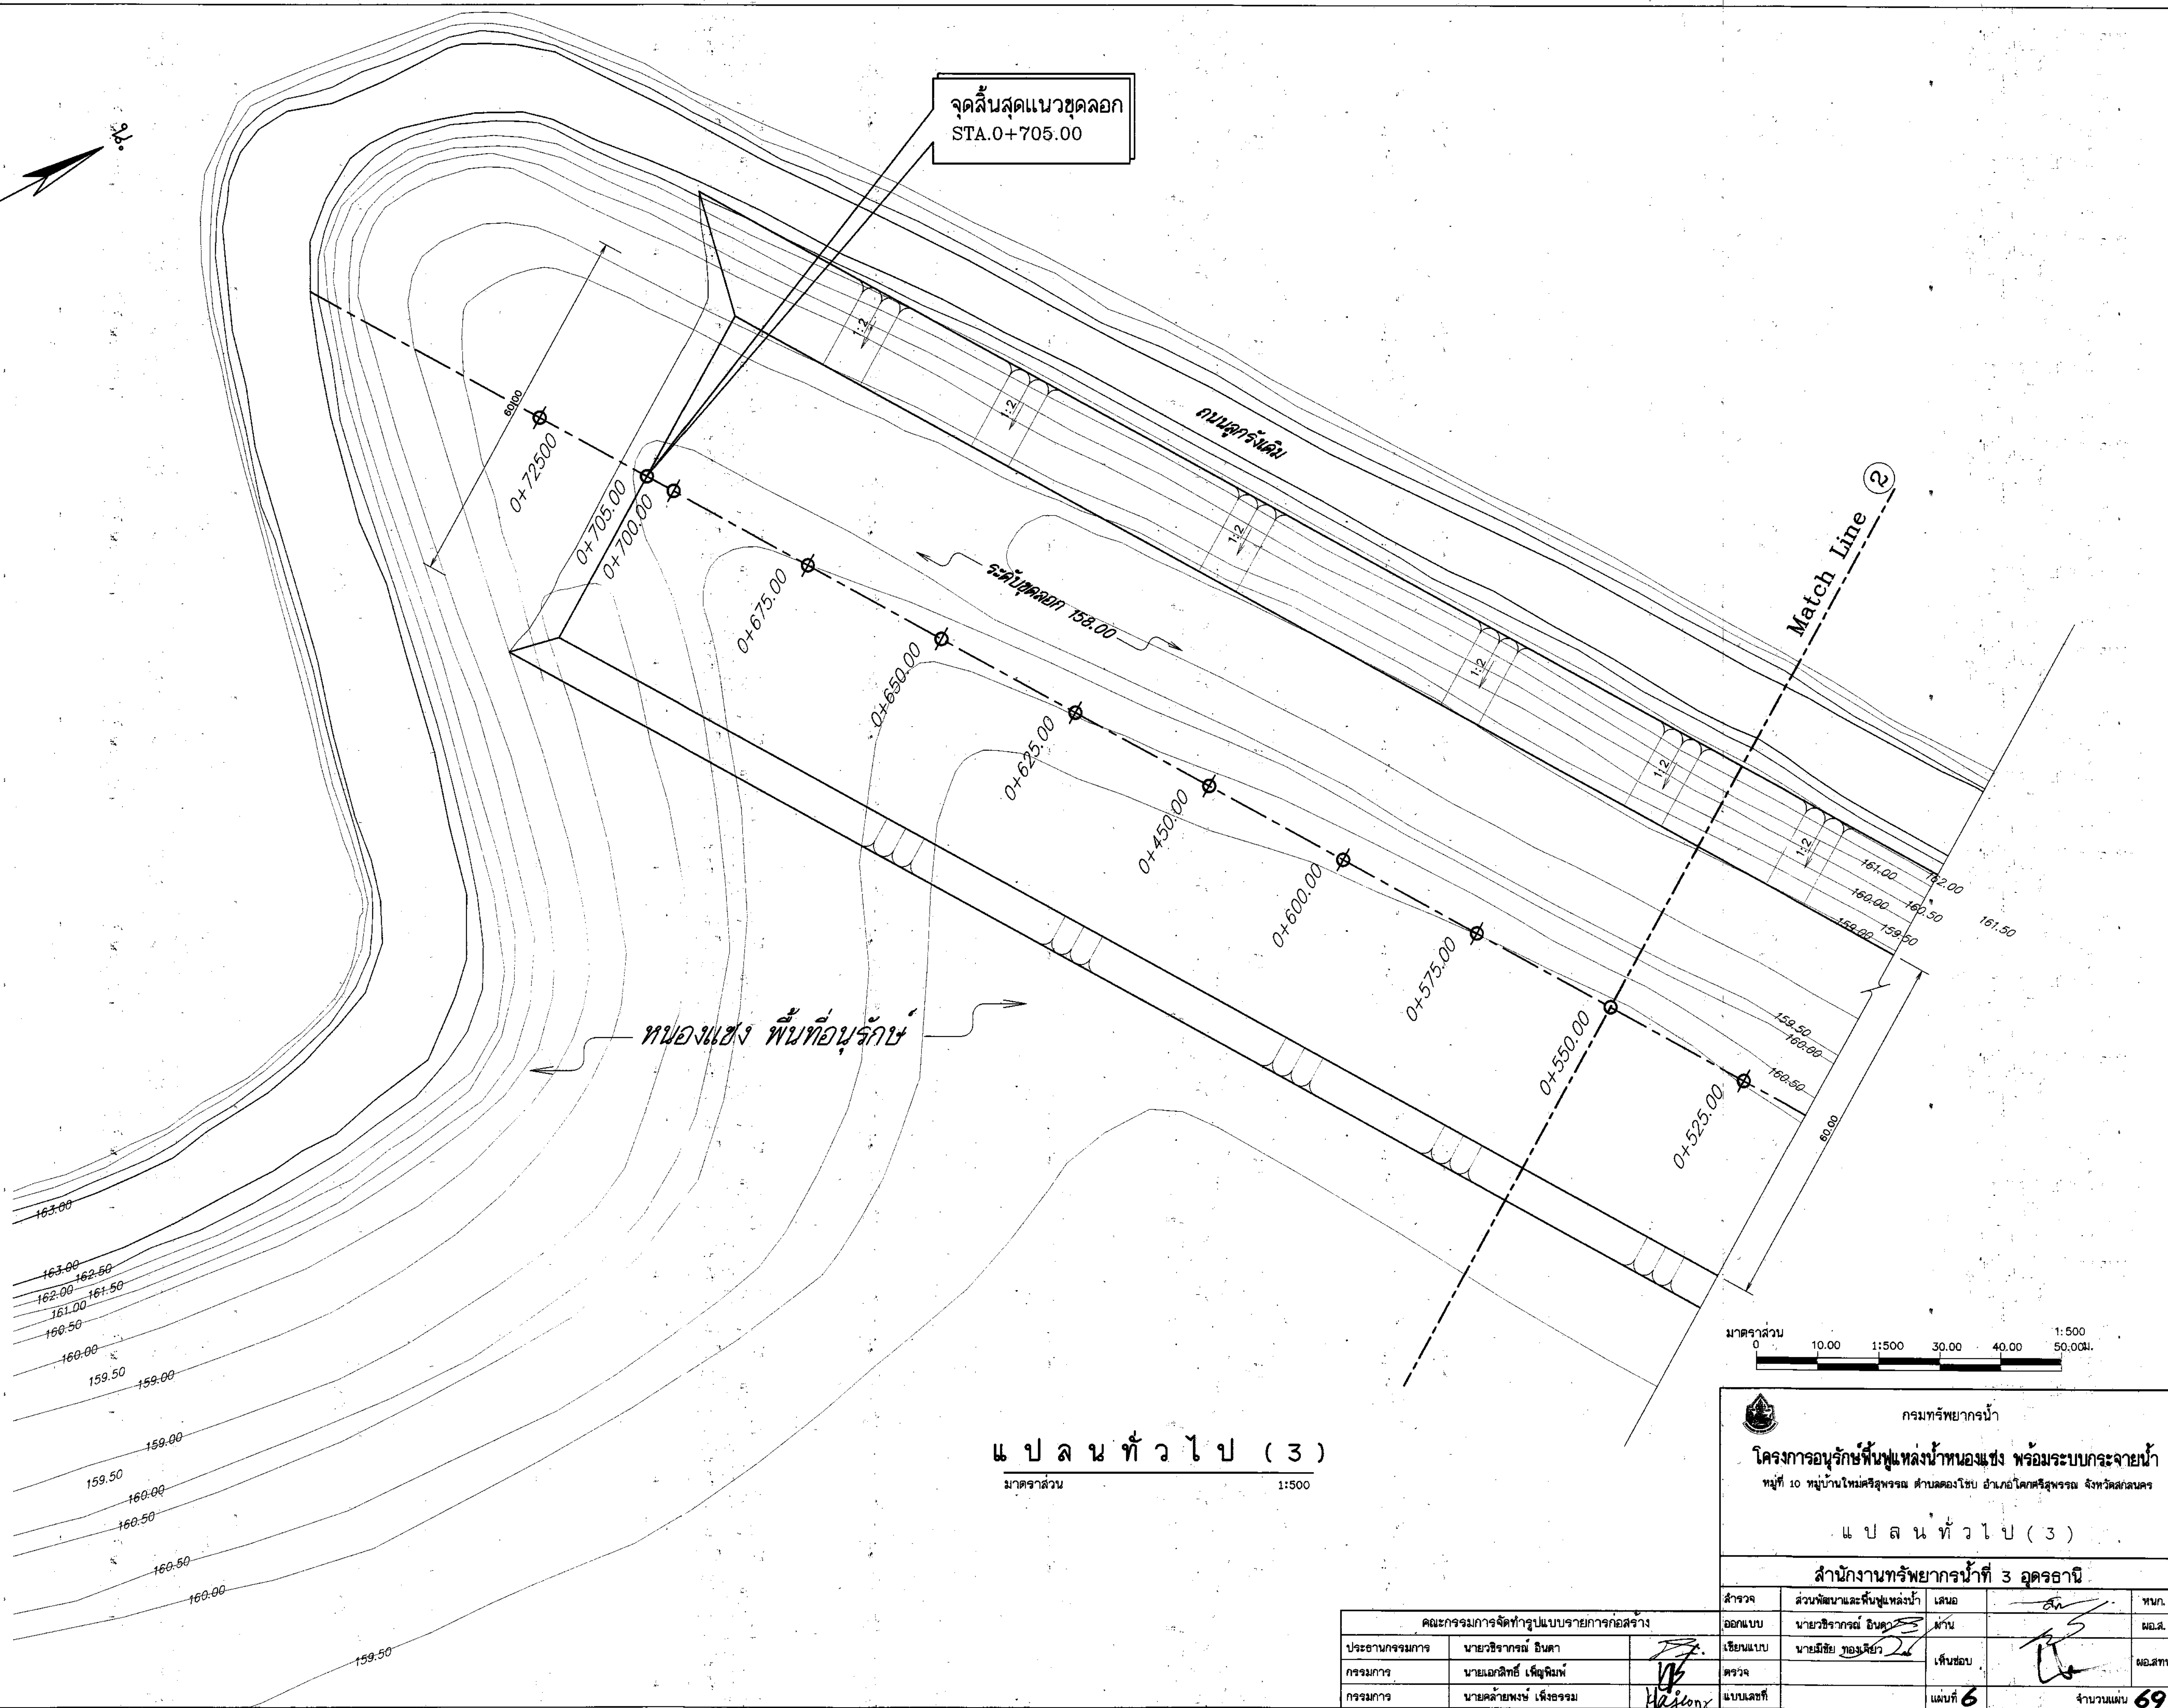 น.
จุดสิ้นสุดแนวขุดลอก
STA.0+705.00
60.00
0+725.00
0+705.00
0+700.00
0+675.00
0+650.00
0+625.00
0+450.00
0+600.00
0+575.00
0+550.00
0+525.00
1:2
1:2
1:2
1:2
1:2
1:2
ถนนลูกรังเดิม
ระดับขุดลอก 158.00
Match Line 2
161.00
162.00
160.00
160.50
161.50
159.00
159.50
159.50
160.00
160.50
60.00
หนองแซง พื้นที่อนุรักษ์
163.00
163.00
162.50
162.00
161.50
161.00
160.50
160.00
159.50
159.00
159.00
159.50
160.00
160.50
160.50
160.00
159.50
แปลนทั่วไป (3)
มาตราส่วน 1:500
มาตราส่วน 1:500
0 10.00 1:500 30.00 40.00 50.00ม.
กรมทรัพยากรน้ำ
โครงการอนุรักษ์ฟื้นฟูแหล่งน้ำหนองแซง พร้อมระบบกระจายน้ำ
หมู่ที่ 10 หมู่บ้านใหม่ศรีสุพรรณ ตำบลตองโขบ อำเภอโคกศรีสุพรรณ จังหวัดสกลนคร
แปลนทั่วไป(3)
สำนักงานทรัพยากรน้ำที่ 3 อุดรธานี
สำรวจ ส่วนพัฒนาและฟื้นฟูแหล่งน้ำ เสนอ หนก.
ออกแบบ นายวชิรากรณ์ อินตา ผ่าน ผอ.ส.
เขียนแบบ นายมีชัย ทองเขียว เห็นชอบ ผอ.สทน
ตรวจ
แบบเลขที่ แผ่นที่ 6 จำนวนแผ่น 69
คณะกรรมการจัดทำรูปแบบรายการก่อสร้าง
ประธานกรรมการ นายวชิรากรณ์ อินตา
กรรมการ นายเอกสิทธิ์ เพ็ญพิมพ์
กรรมการ นายคล้ายพงษ์ เพ็งธรรม